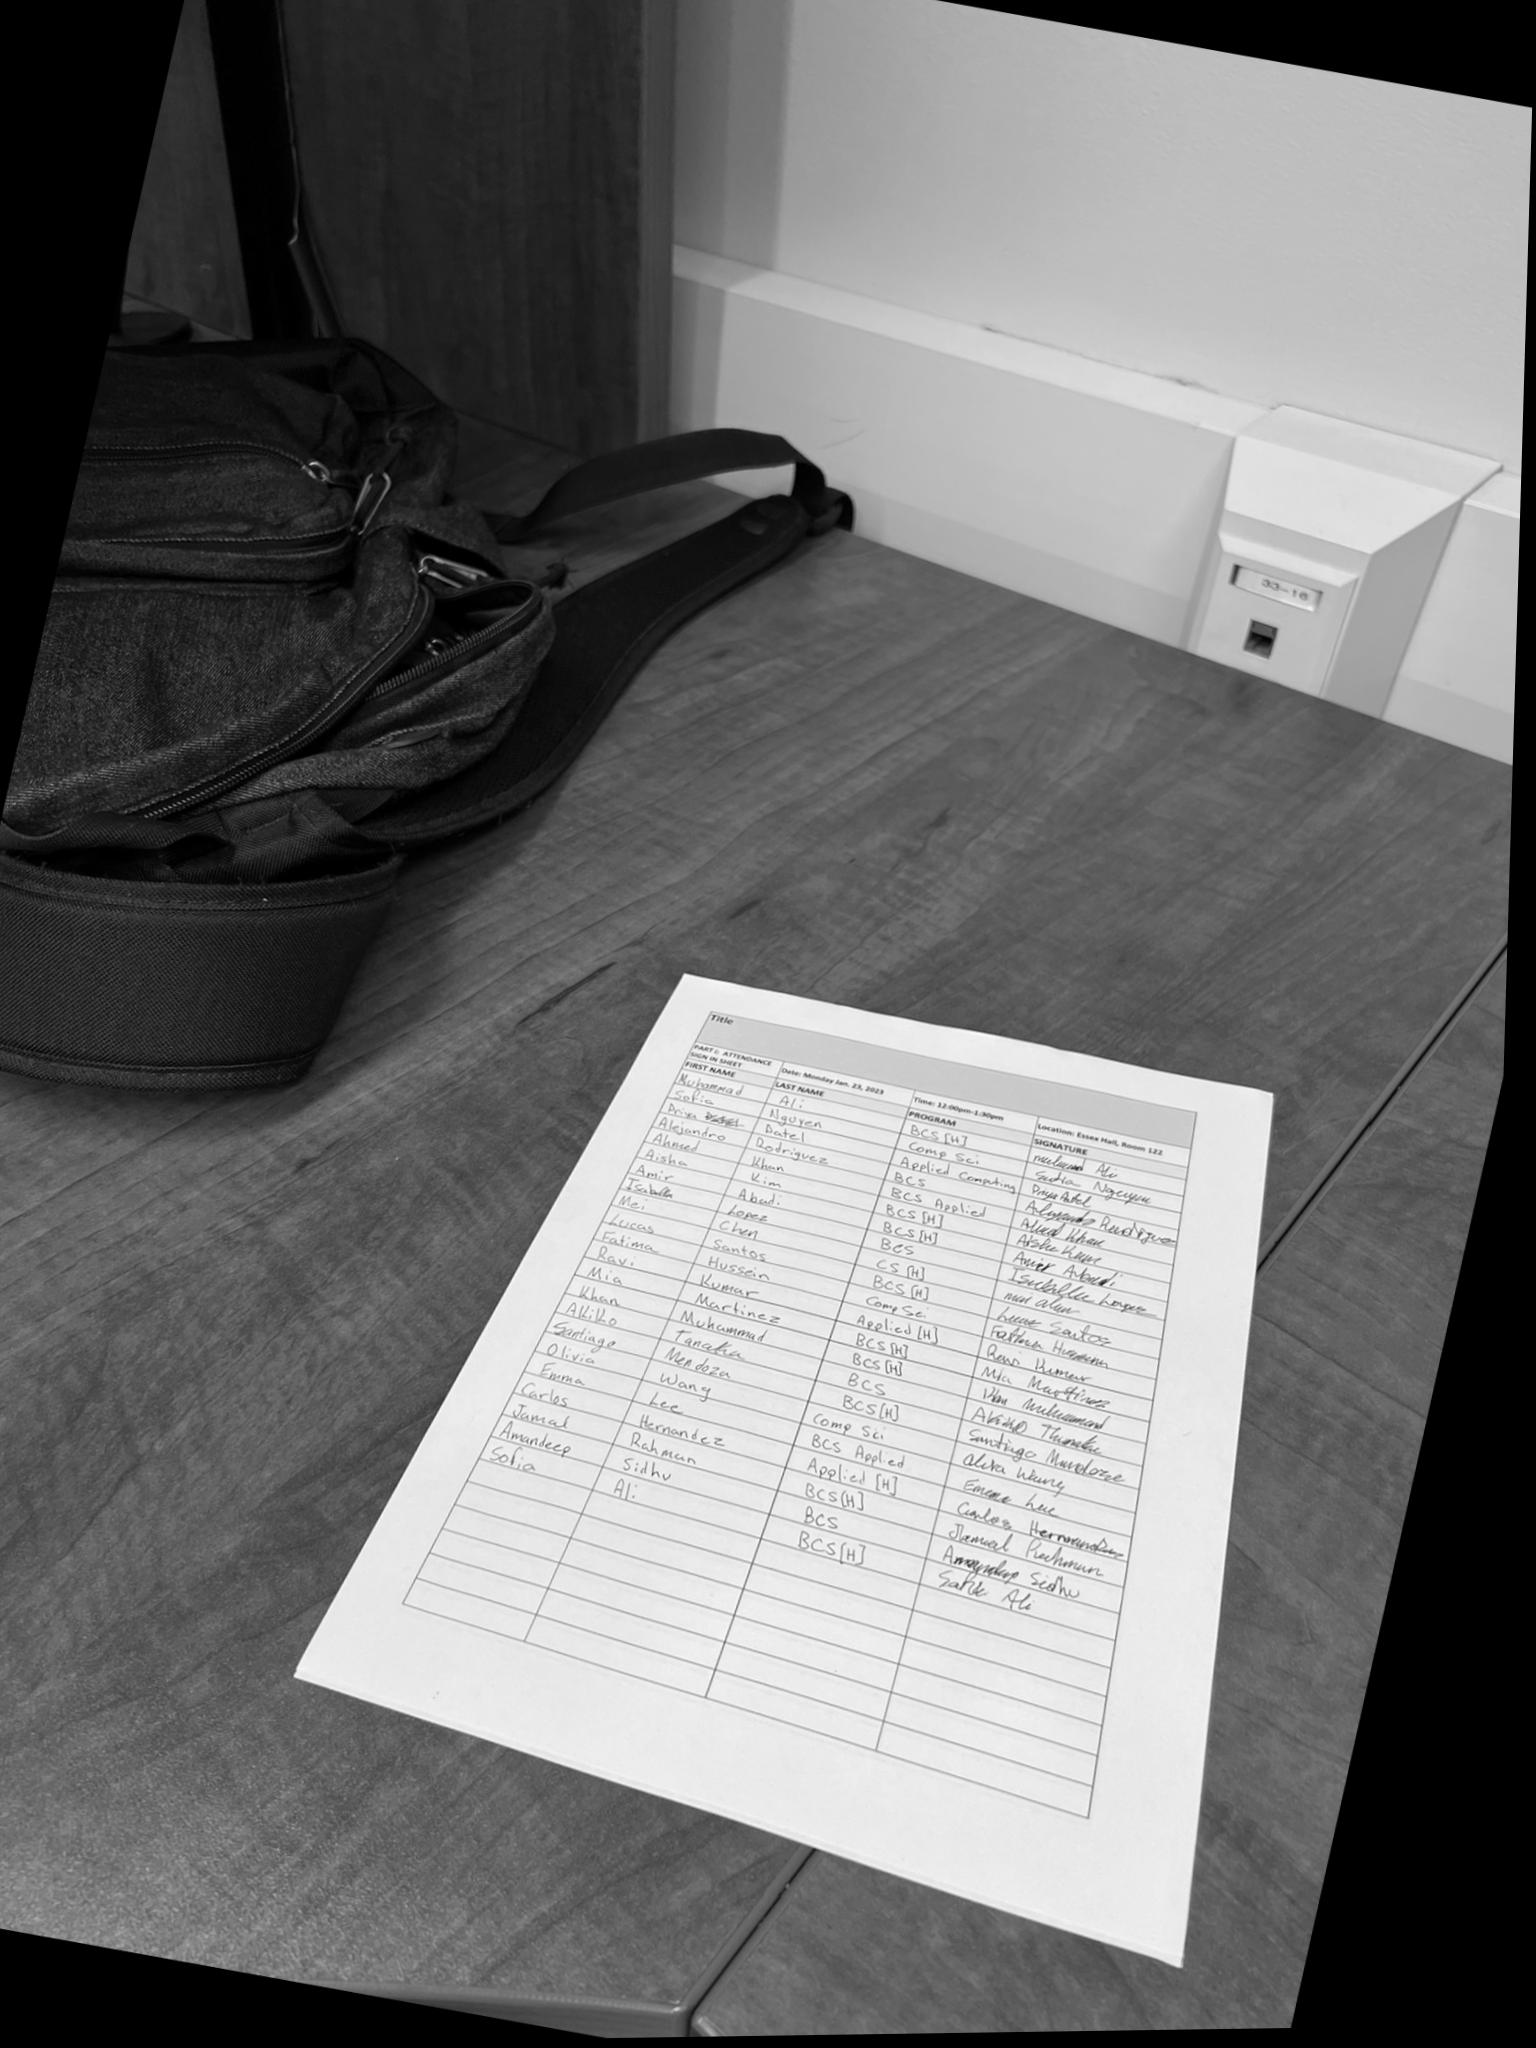 33-16
Title
PART I: ATTENDANCE SIGN IN SHEET Date: Monday Jan. 23, 2023 Time: 12:00pm-1:30pm Location: Essex Hall, Room 122
FIRST NAME LAST NAME PROGRAM SIGNATURE
Muhammad Ali BCS [H] Ali
Sofia Nguyen Comp Sci Sofia Nguyen
Priya Patel Applied Computing Priya Patel
Alejandro Rodriguez BCS Alejandro Rodriguez
Ahmed Khan BCS Applied Ahmed Khan
Aisha Kim BCS [H] Aisha Kim
Amir Abadi BCS [H] Amir Abadi
Isabella Lopez BCS Isabella Lopez
Mei Chen CS [H]
Lucas Santos BCS [H] Lucas Santos
Fatima Hussein Comp Sci Fatima Hussein
Ravi Kumar Applied [H] Ravi Kumar
Mia Martinez BCS [H] Mia Martinez
Khan Muhammad BCS [H] Khan Muhammad
Akiko Tanaka BCS Akiko Tanaka
Santiago Mendoza BCS [H] Santiago Mendoza
Olivia Wang Comp Sci Olivia Wang
Emma Lee BCS Applied Emma Lee
Carlos Hernandez Applied [H] Carlos Hernandez
Jamal Rahman BCS [H] Jamal Rahman
Amandeep Sidhu BCS Amandeep Sidhu
Sofia Ali BCS [H] Sofia Ali